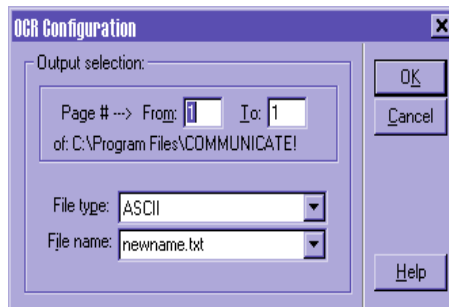 OCR Configuration
Output selection:
Page # ---> From: 1 To: 1
of: C:\Program Files\COMMUNICATE!
File type: ASCII
File name: newname.txt
OK
Cancel
Help